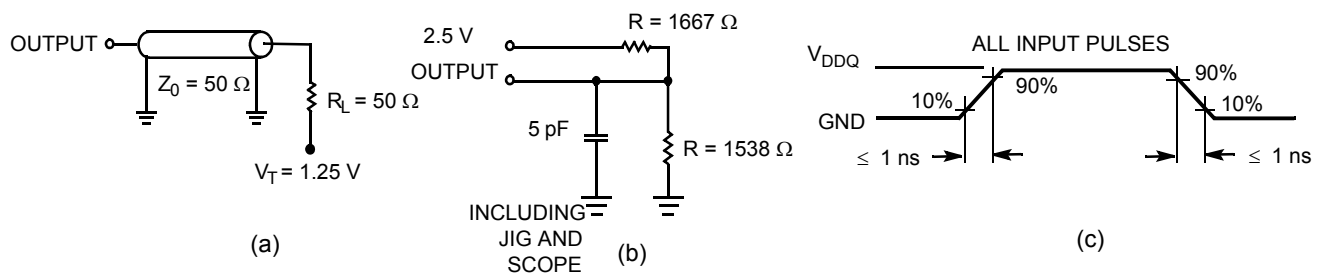 OUTPUT
Z0 = 50 Ω
RL = 50 Ω
VT = 1.25 V
(a)
R = 1667 Ω
2.5 V
OUTPUT
5 pF
R = 1538 Ω
INCLUDING
JIG AND
SCOPE
(b)
ALL INPUT PULSES
VDDQ
GND
10%
90%
90%
10%
≤ 1 ns
≤ 1 ns
(c)